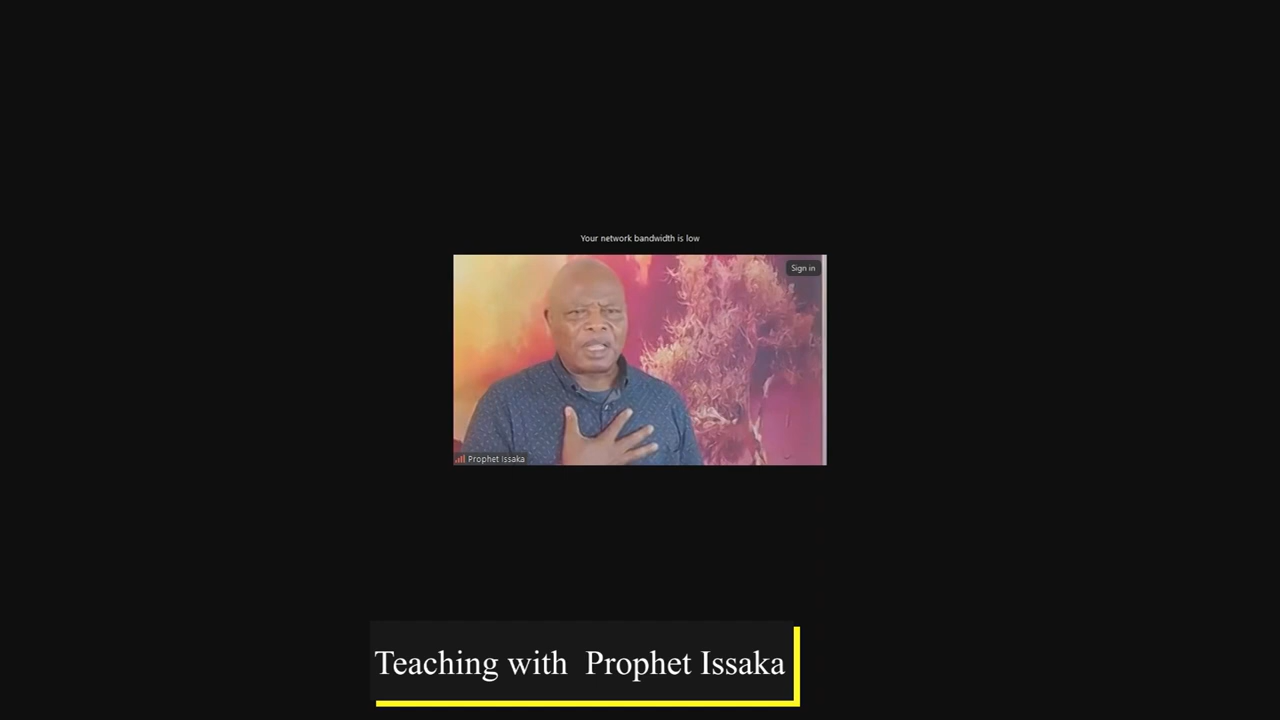 Your network bandwidth is low
Sign in
Prophet Issaka
Teaching with  Prophet Issaka